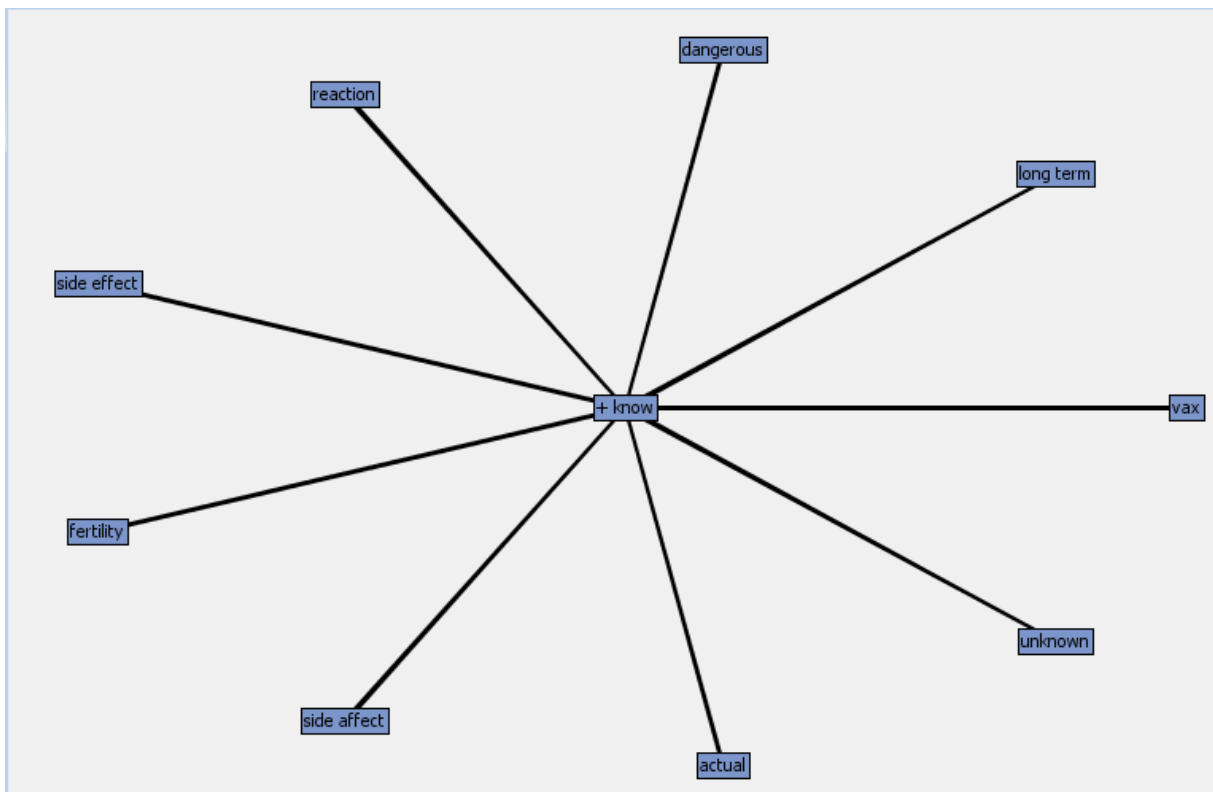 dangerous
reaction
long term
side effect
+ know
vax
fertility
unknown
side affect
actual